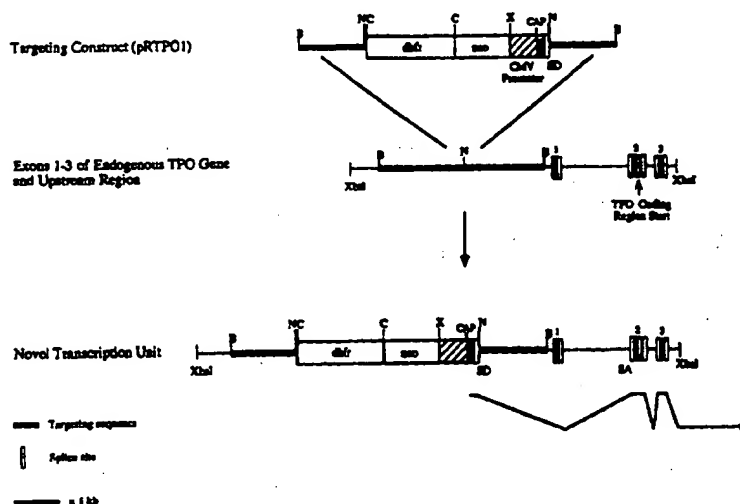 Targeting Construct (pRTPO1)
B NC C X CAP N B
dhfr neo
CMV SD
Promoter
Exons 1-3 of Endogenous TPO Gene
and Upstream Region
B N B 1 2 3
XbaI XbaI
TPO Coding
Region Start
Novel Transcription Unit
B NC C X CAP N B 1 2 3
dhfr neo
XbaI SD SA XbaI
Targeting sequence
Splice site
= 1 kb